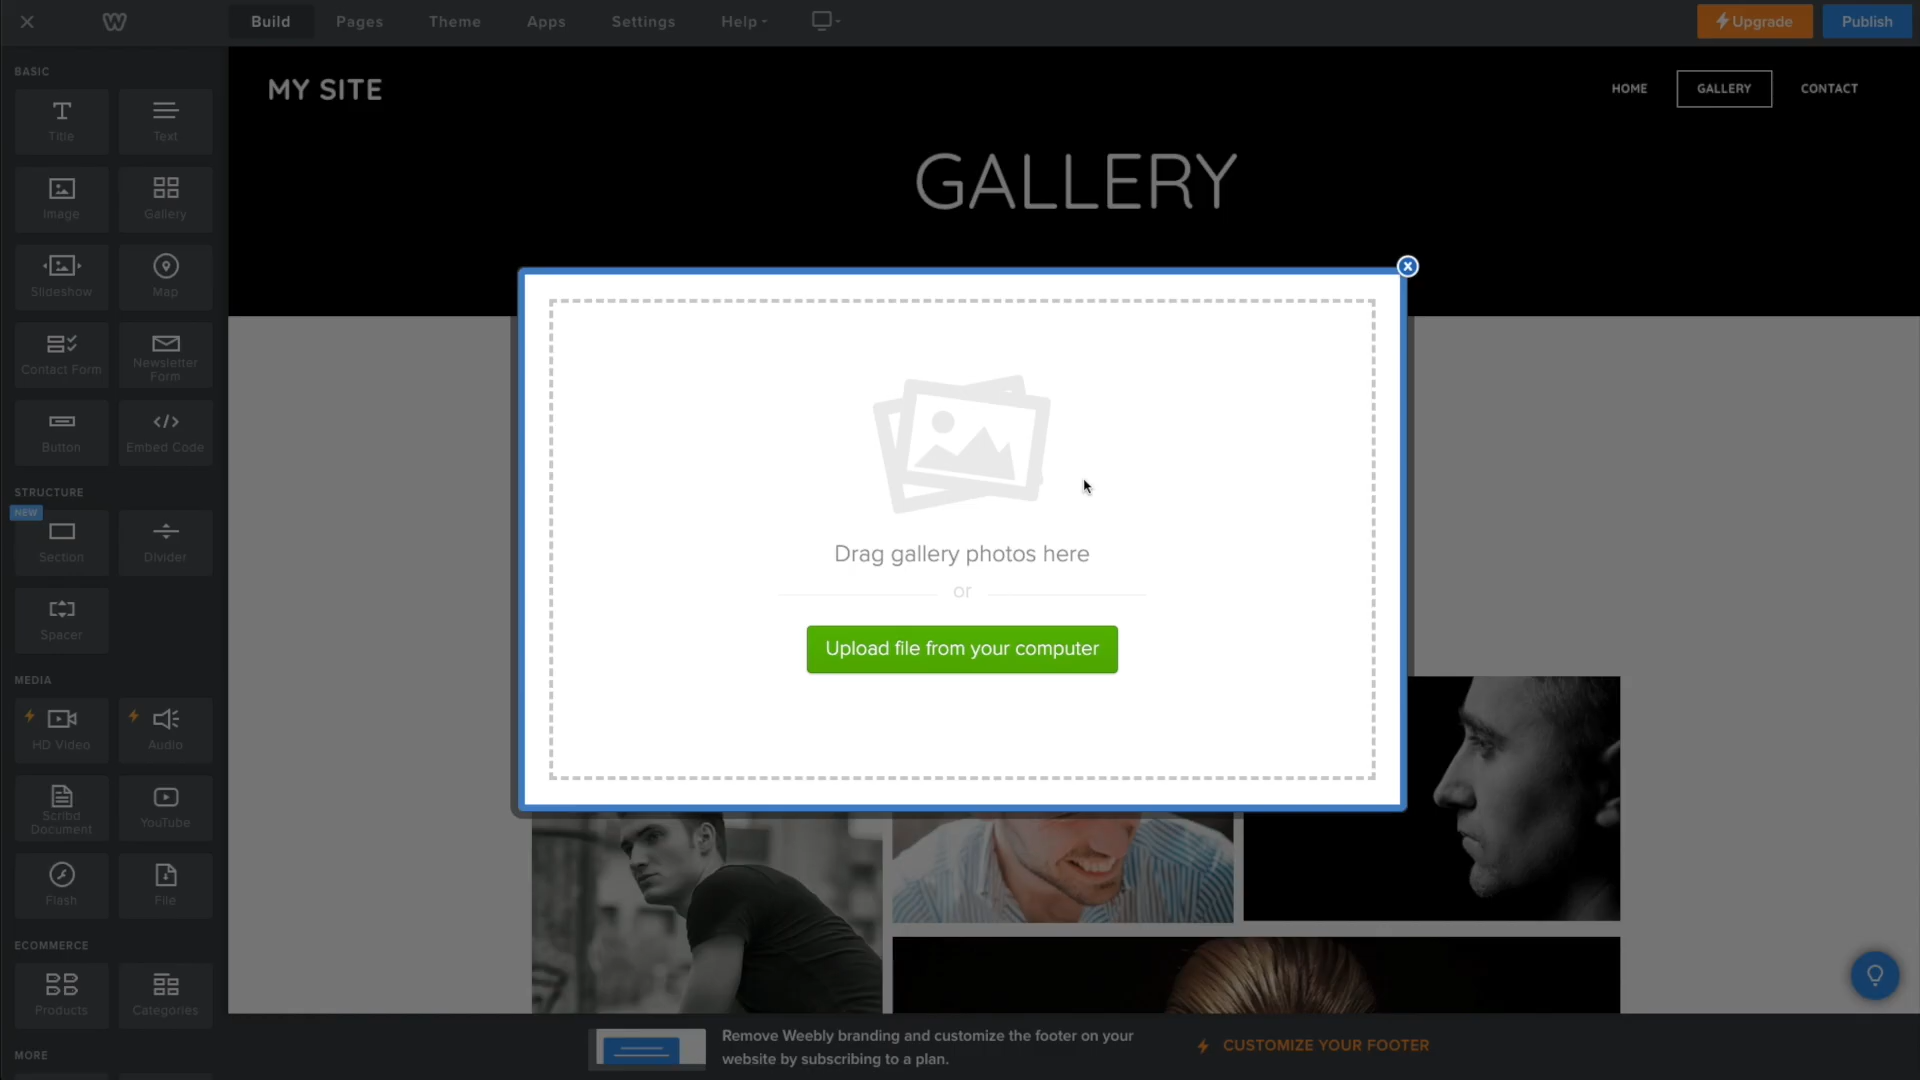 Build
Pages
Theme
Apps
Settings
Help
Upgrade
Publish
BASIC
Title
Text
Image
Gallery
Slideshow
Map
Contact Form
Newsletter
Form
Button
Embed Code
STRUCTURE
NEW
Section
Divider
Spacer
MEDIA
HD Video
Audio
Scribd
Document
YouTube
Flash
File
ECOMMERCE
Products
Categories
MORE
MY SITE
HOME
GALLERY
CONTACT
GALLERY
Drag gallery photos here
or
Upload file from your computer
Remove Weebly branding and customize the footer on your
website by subscribing to a plan.
CUSTOMIZE YOUR FOOTER